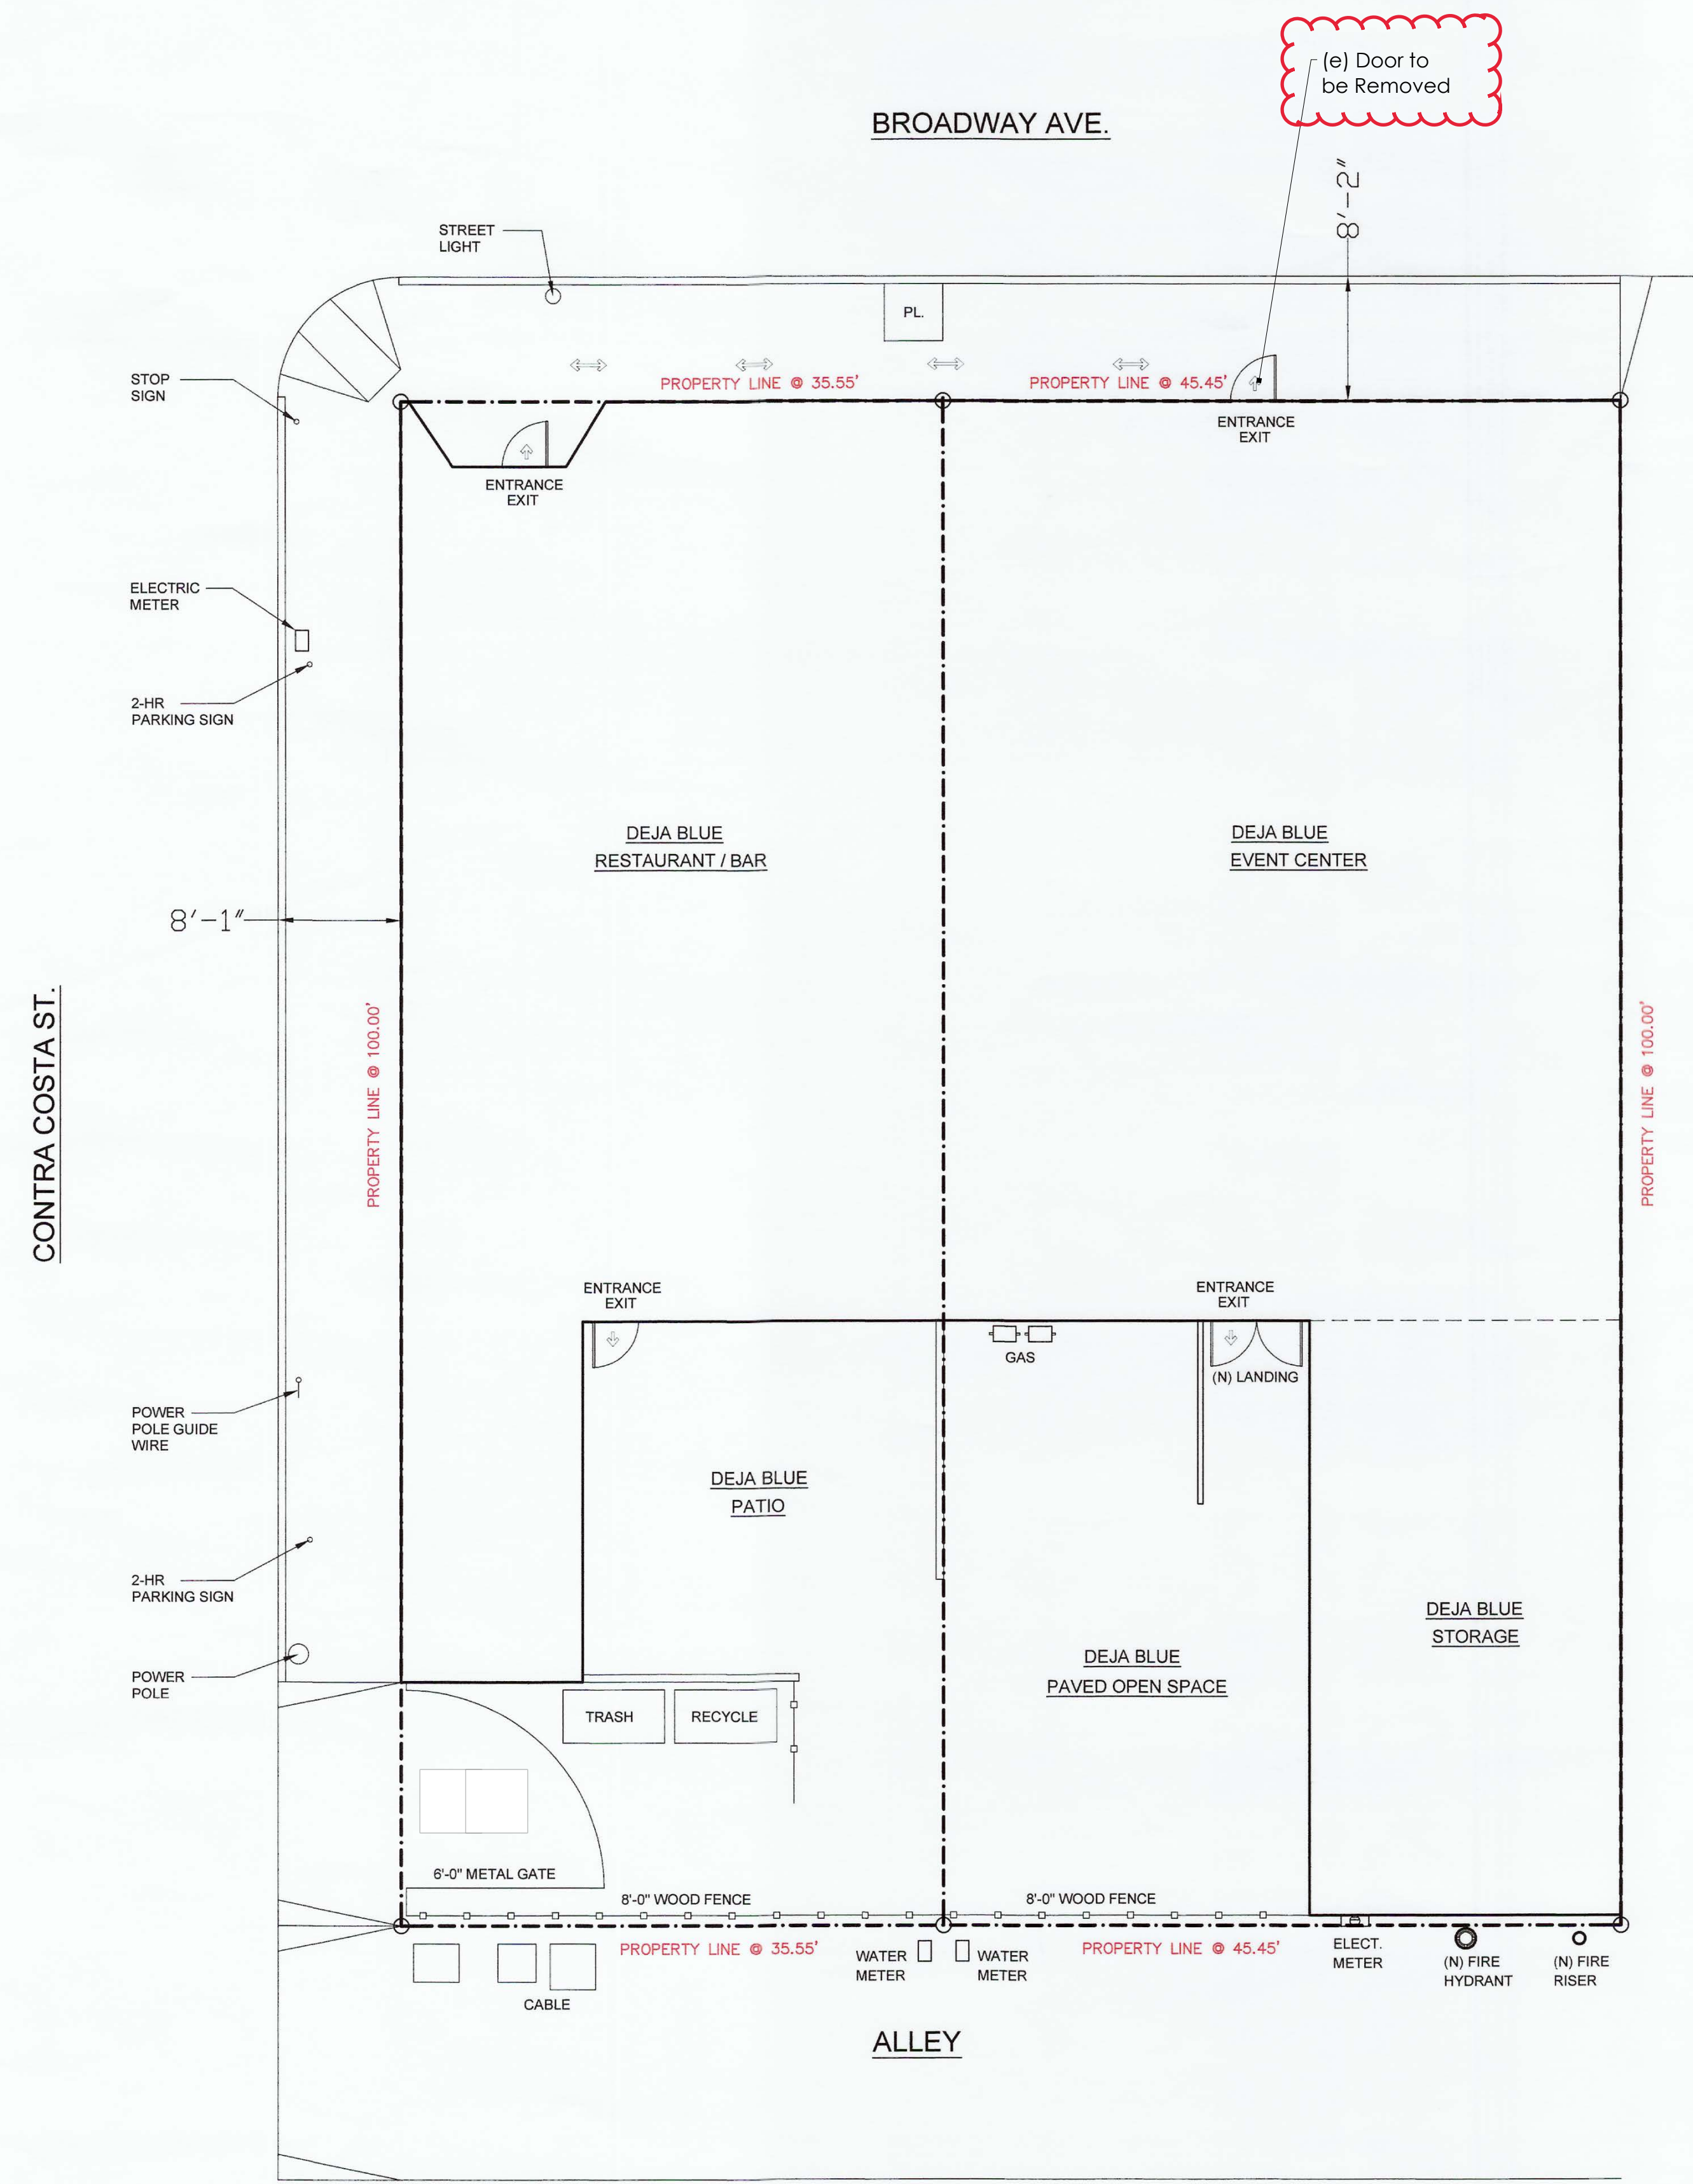 (e) Door to
be Removed
BROADWAY AVE.
8'-2"
STREET
LIGHT
PL.
STOP
SIGN
PROPERTY LINE @ 35.55'
PROPERTY LINE @ 45.45'
ENTRANCE
EXIT
ENTRANCE
EXIT
ELECTRIC
METER
2-HR
PARKING SIGN
DEJA BLUE
RESTAURANT / BAR
DEJA BLUE
EVENT CENTER
8'-1"
CONTRA COSTA ST.
PROPERTY LINE @ 100.00'
PROPERTY LINE @ 100.00'
ENTRANCE
EXIT
ENTRANCE
EXIT
GAS
(N) LANDING
POWER
POLE GUIDE
WIRE
DEJA BLUE
PATIO
2-HR
PARKING SIGN
DEJA BLUE
STORAGE
DEJA BLUE
PAVED OPEN SPACE
POWER
POLE
TRASH
RECYCLE
6'-0" METAL GATE
8'-0" WOOD FENCE
8'-0" WOOD FENCE
PROPERTY LINE @ 35.55'
WATER
METER
WATER
METER
PROPERTY LINE @ 45.45'
ELECT.
METER
(N) FIRE
HYDRANT
(N) FIRE
RISER
CABLE
ALLEY